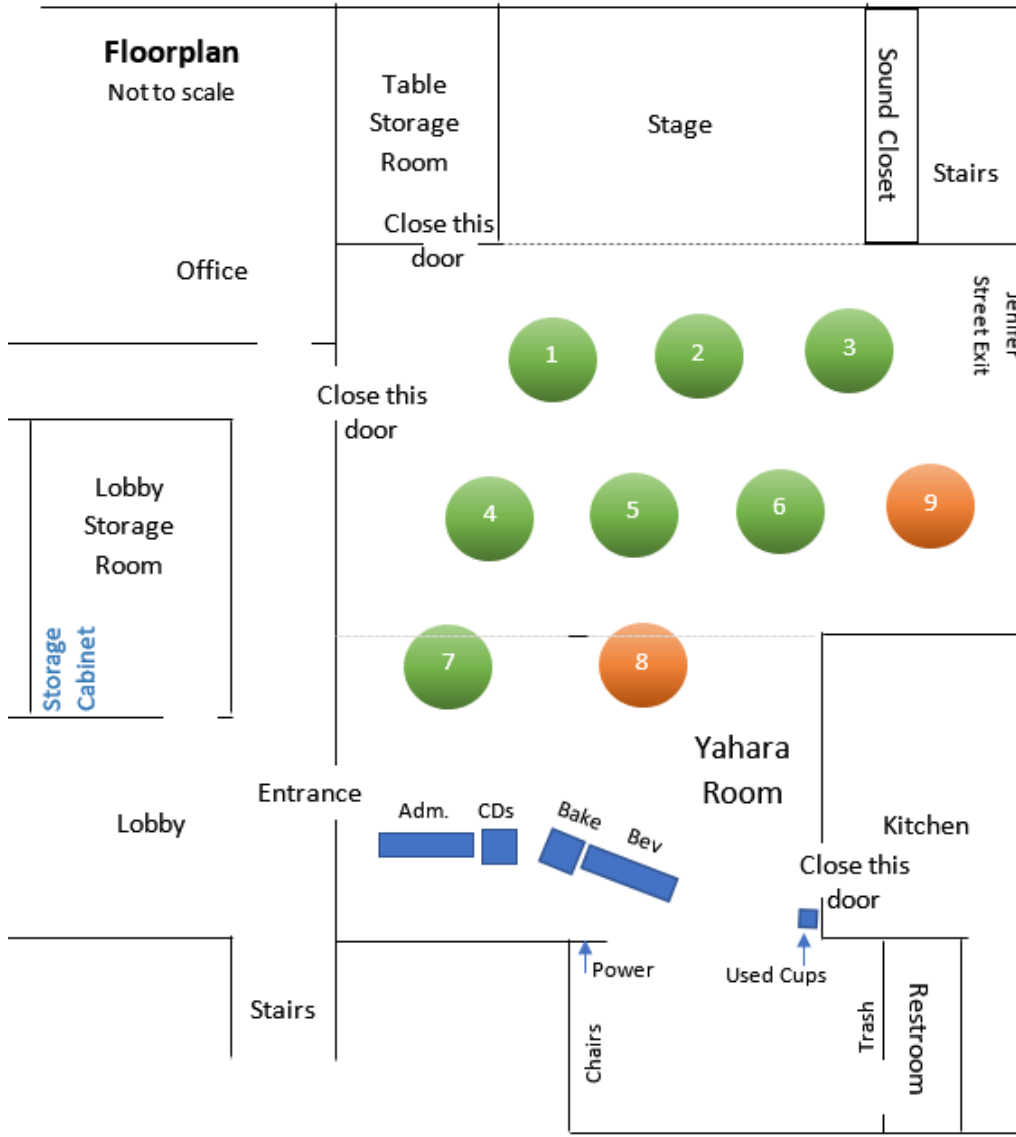 Floorplan
Not to scale
Table
Storage
Room
Stage
Sound Closet
Stairs
Close this
door
Office
Jenifer
Street Exit
1
2
3
Close this
door
4
5
6
9
Lobby
Storage
Room
Storage
Cabinet
7
8
Yahara
Room
Entrance
Lobby
Adm.
CDs
Bake
Bev
Kitchen
Close this
door
Power
Used Cups
Stairs
Chairs
Trash
Restroom